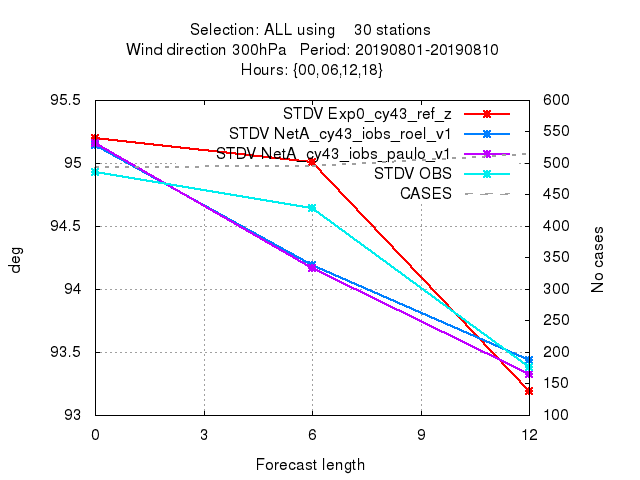 Selection: ALL using    30 stations
Wind direction 300hPa   Period: 20190801-20190810
Hours: {00,06,12,18}
STDV Exp0_cy43_ref_z
STDV NetA_cy43_iobs_roel_v1
STDV NetA_cy43_iobs_paulo_v1
STDV OBS
CASES
deg
95.5
95
94.5
94
93.5
93
600
550
500
450
400
350
300
250
200
150
100
No cases
0 3 6 9 12
Forecast length